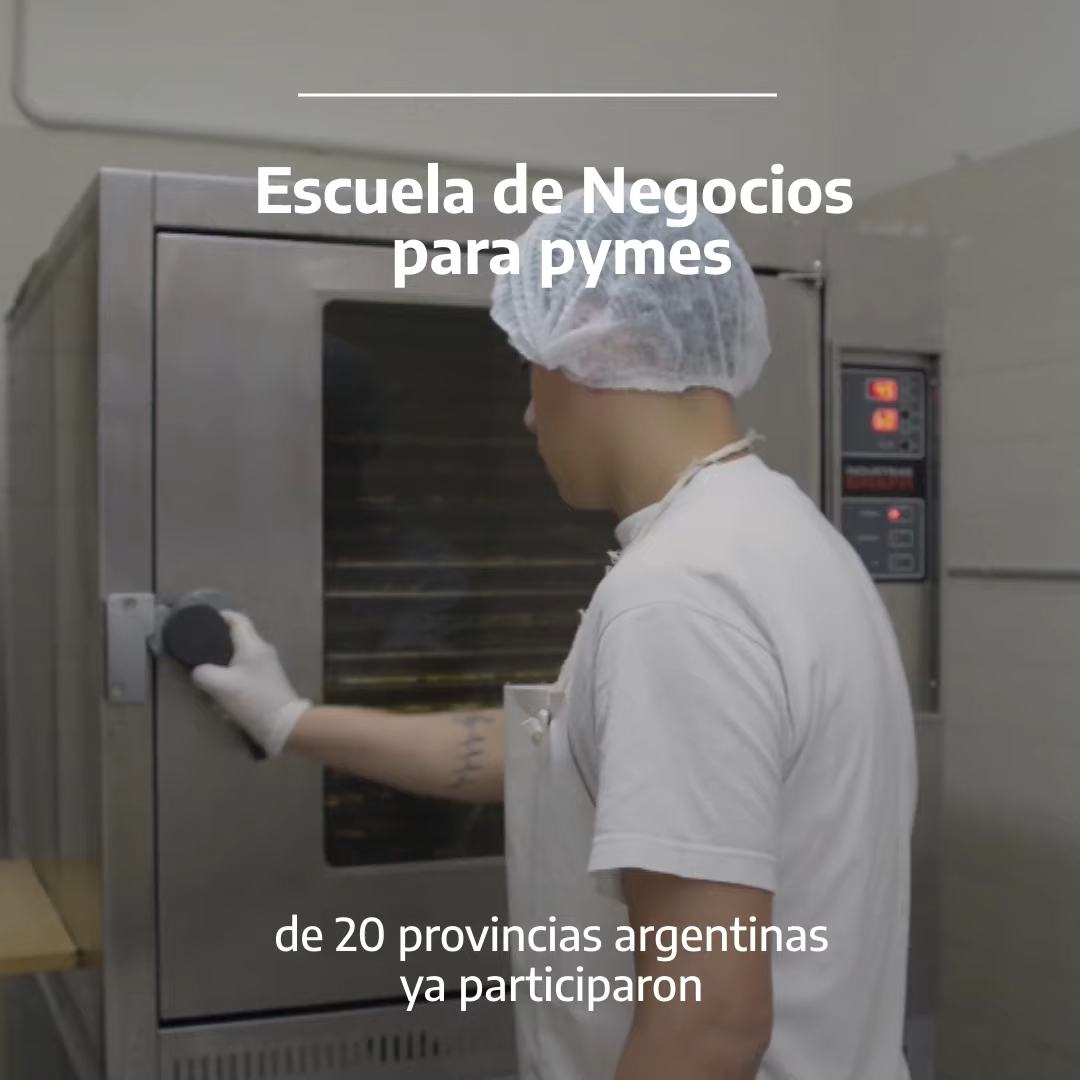 Escuela de Negocios
para pymes
de 20 provincias argentinas
ya participaron